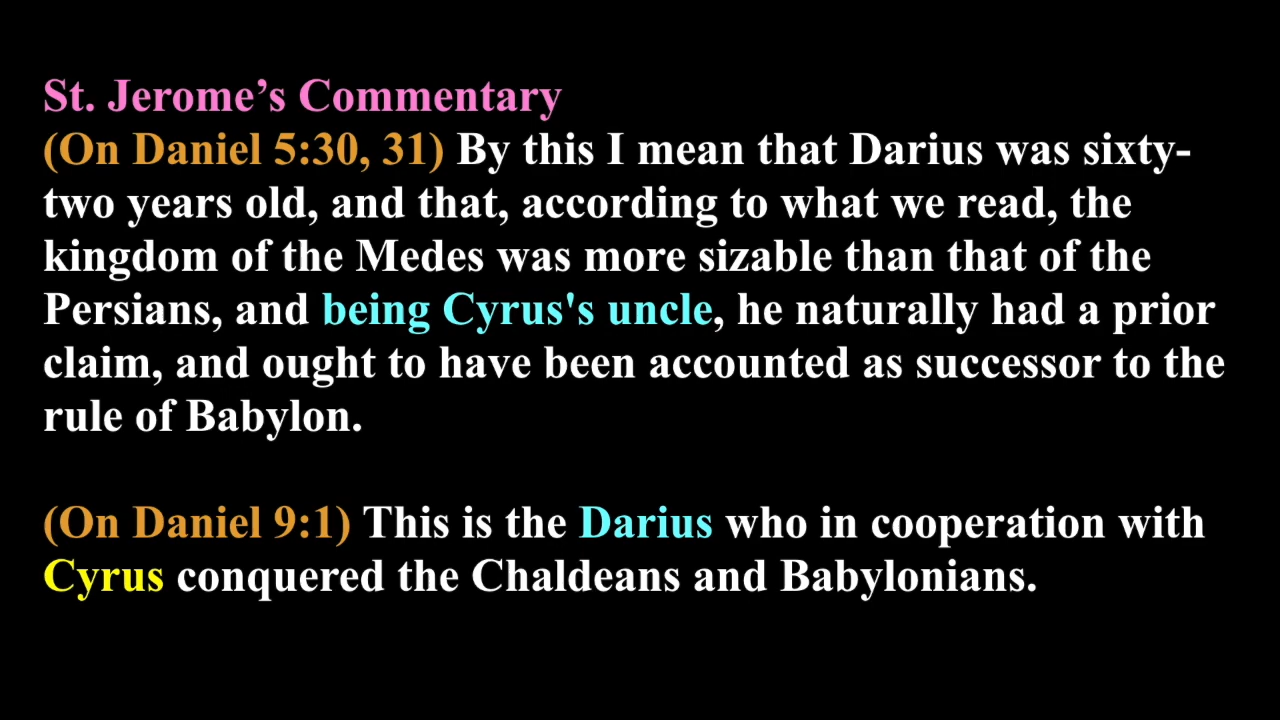 St. Jerome’s Commentary
(On Daniel 5:30, 31) By this I mean that Darius was sixty-
two years old, and that, according to what we read, the
kingdom of the Medes was more sizable than that of the
Persians, and being Cyrus's uncle, he naturally had a prior
claim, and ought to have been accounted as successor to the
rule of Babylon.
(On Daniel 9:1) This is the Darius who in cooperation with
Cyrus conquered the Chaldeans and Babylonians.